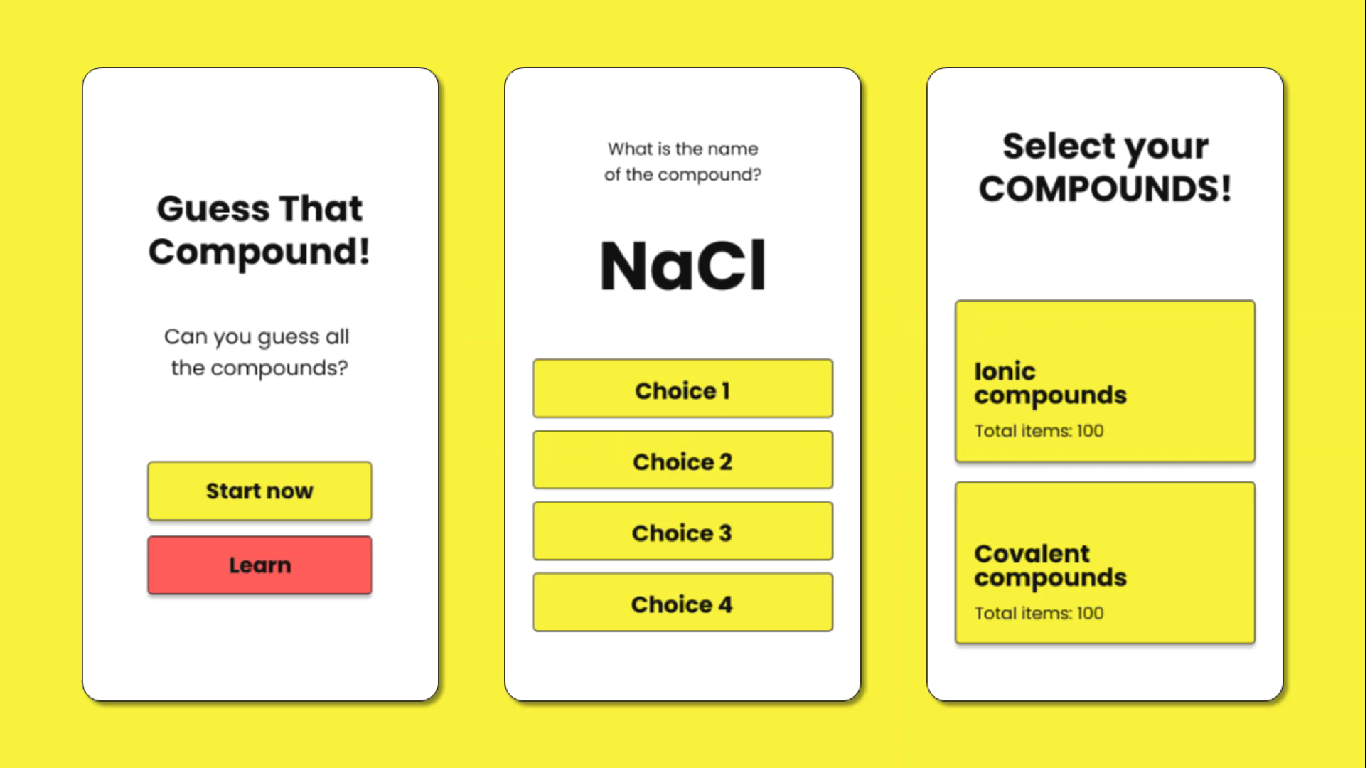 Guess That
Compound!
Can you guess all
the compounds?
Start now
Learn
What is the name
of the compound?
NaCl
Choice 1
Choice 2
Choice 3
Choice 4
Select your
COMPOUNDS!
Ionic
compounds
Total items: 100
Covalent
compounds
Total items: 100